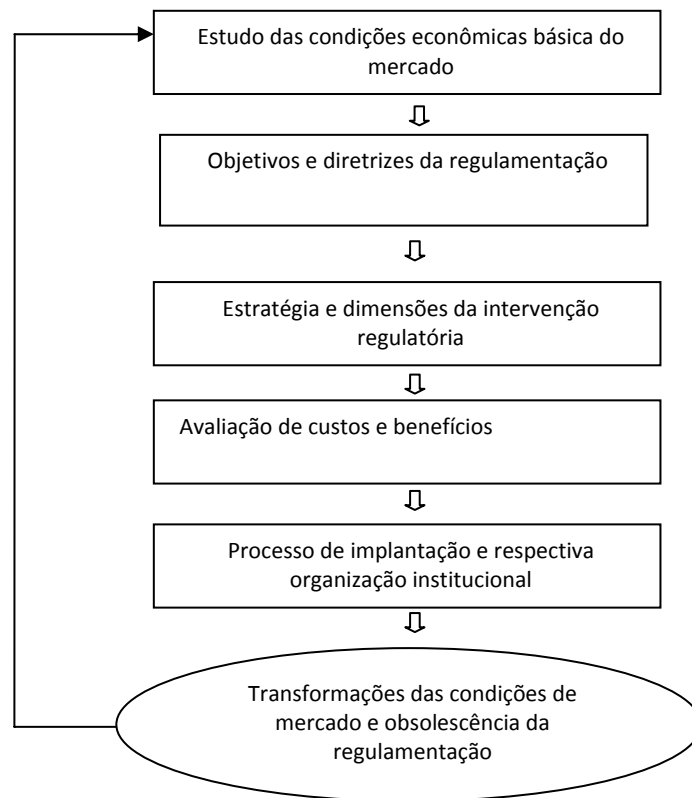 Estudo das condições econômicas básica do
mercado
Objetivos e diretrizes da regulamentação
Estratégia e dimensões da intervenção
regulatória
Avaliação de custos e benefícios
Processo de implantação e respectiva
organização institucional
Transformações das condições de
mercado e obsolescência da
regulamentação